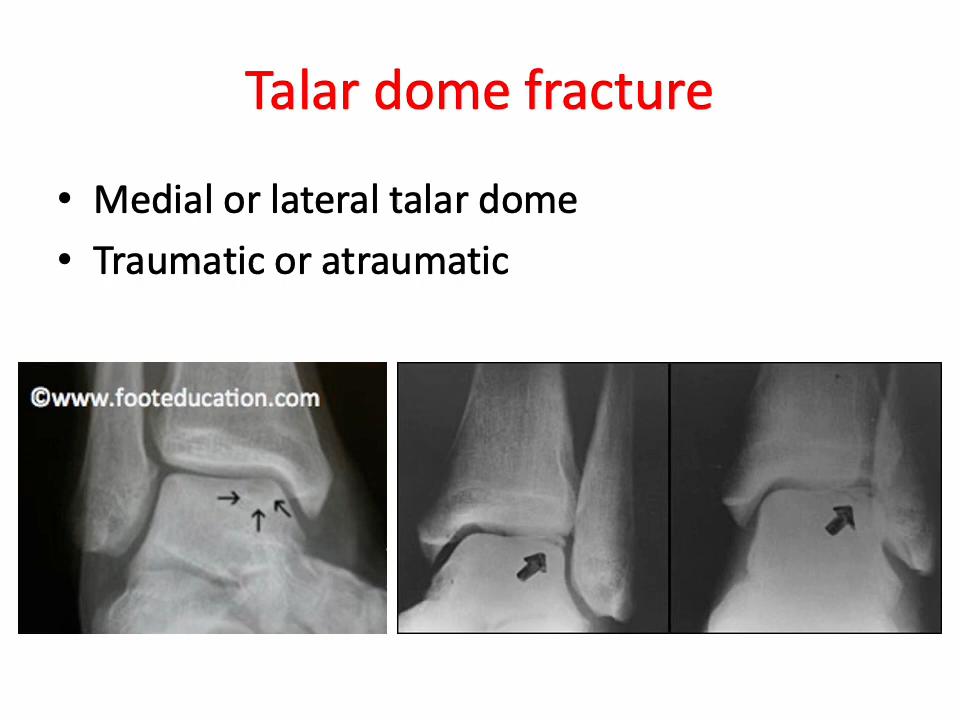 Talar dome fracture
• Medial or lateral talar dome
• Traumatic or atraumatic
©www.footeducation.com